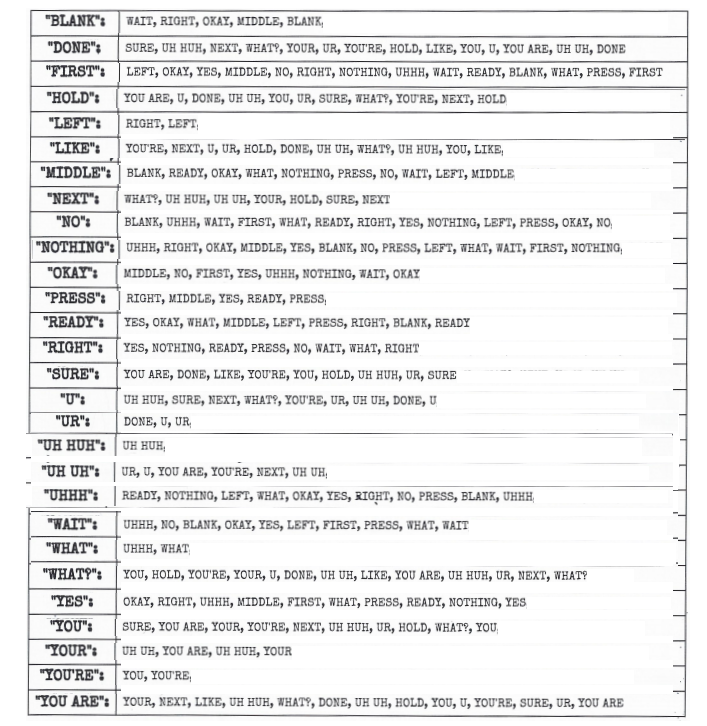 "BLANK": WAIT, RIGHT, OKAY, MIDDLE, BLANK
"DONE": SURE, UH HUH, NEXT, WHAT?, YOUR, UR, YOU'RE, HOLD, LIKE, YOU, U, YOU ARE, UH UH, DONE
"FIRST": LEFT, OKAY, YES, MIDDLE, NO, RIGHT, NOTHING, UHHH, WAIT, READY, BLANK, WHAT, PRESS, FIRST
"HOLD": YOU ARE, U, DONE, UH UH, YOU, UR, SURE, WHAT?, YOU'RE, NEXT, HOLD
"LEFT": RIGHT, LEFT
"LIKE": YOU'RE, NEXT, U, UR, HOLD, DONE, UH UH, WHAT?, UH HUH, YOU, LIKE
"MIDDLE": BLANK, READY, OKAY, WHAT, NOTHING, PRESS, NO, WAIT, LEFT, MIDDLE
"NEXT": WHAT?, UH HUH, UH UH, YOUR, HOLD, SURE, NEXT
"NO": BLANK, UHHH, WAIT, FIRST, WHAT, READY, RIGHT, YES, NOTHING, LEFT, PRESS, OKAY, NO
"NOTHING": UHHH, RIGHT, OKAY, MIDDLE, YES, BLANK, NO, PRESS, LEFT, WHAT, WAIT, FIRST, NOTHING
"OKAY": MIDDLE, NO, FIRST, YES, UHHH, NOTHING, WAIT, OKAY
"PRESS": RIGHT, MIDDLE, YES, READY, PRESS
"READY": YES, OKAY, WHAT, MIDDLE, LEFT, PRESS, RIGHT, BLANK, READY
"RIGHT": YES, NOTHING, READY, PRESS, NO, WAIT, WHAT, RIGHT
"SURE": YOU ARE, DONE, LIKE, YOU'RE, YOU, HOLD, UH HUH, UR, SURE
"U": UH HUH, SURE, NEXT, WHAT?, YOU'RE, UR, UH UH, DONE, U
"UR": DONE, U, UR
"UH HUH": UH HUH
"UH UH": UR, U, YOU ARE, YOU'RE, NEXT, UH UH
"UHHH": READY, NOTHING, LEFT, WHAT, OKAY, YES, RIGHT, NO, PRESS, BLANK, UHHH
"WAIT": UHHH, NO, BLANK, OKAY, YES, LEFT, FIRST, PRESS, WHAT, WAIT
"WHAT": UHHH, WHAT
"WHAT?": YOU, HOLD, YOU'RE, YOUR, U, DONE, UH UH, LIKE, YOU ARE, UH HUH, UR, NEXT, WHAT?
"YES": OKAY, RIGHT, UHHH, MIDDLE, FIRST, WHAT, PRESS, READY, NOTHING, YES
"YOU": SURE, YOU ARE, YOUR, YOU'RE, NEXT, UH HUH, UR, HOLD, WHAT?, YOU
"YOUR": UH UH, YOU ARE, UH HUH, YOUR
"YOU'RE": YOU, YOU'RE
"YOU ARE": YOUR, NEXT, LIKE, UH HUH, WHAT?, DONE, UH UH, HOLD, YOU, U, YOU'RE, SURE, UR, YOU ARE